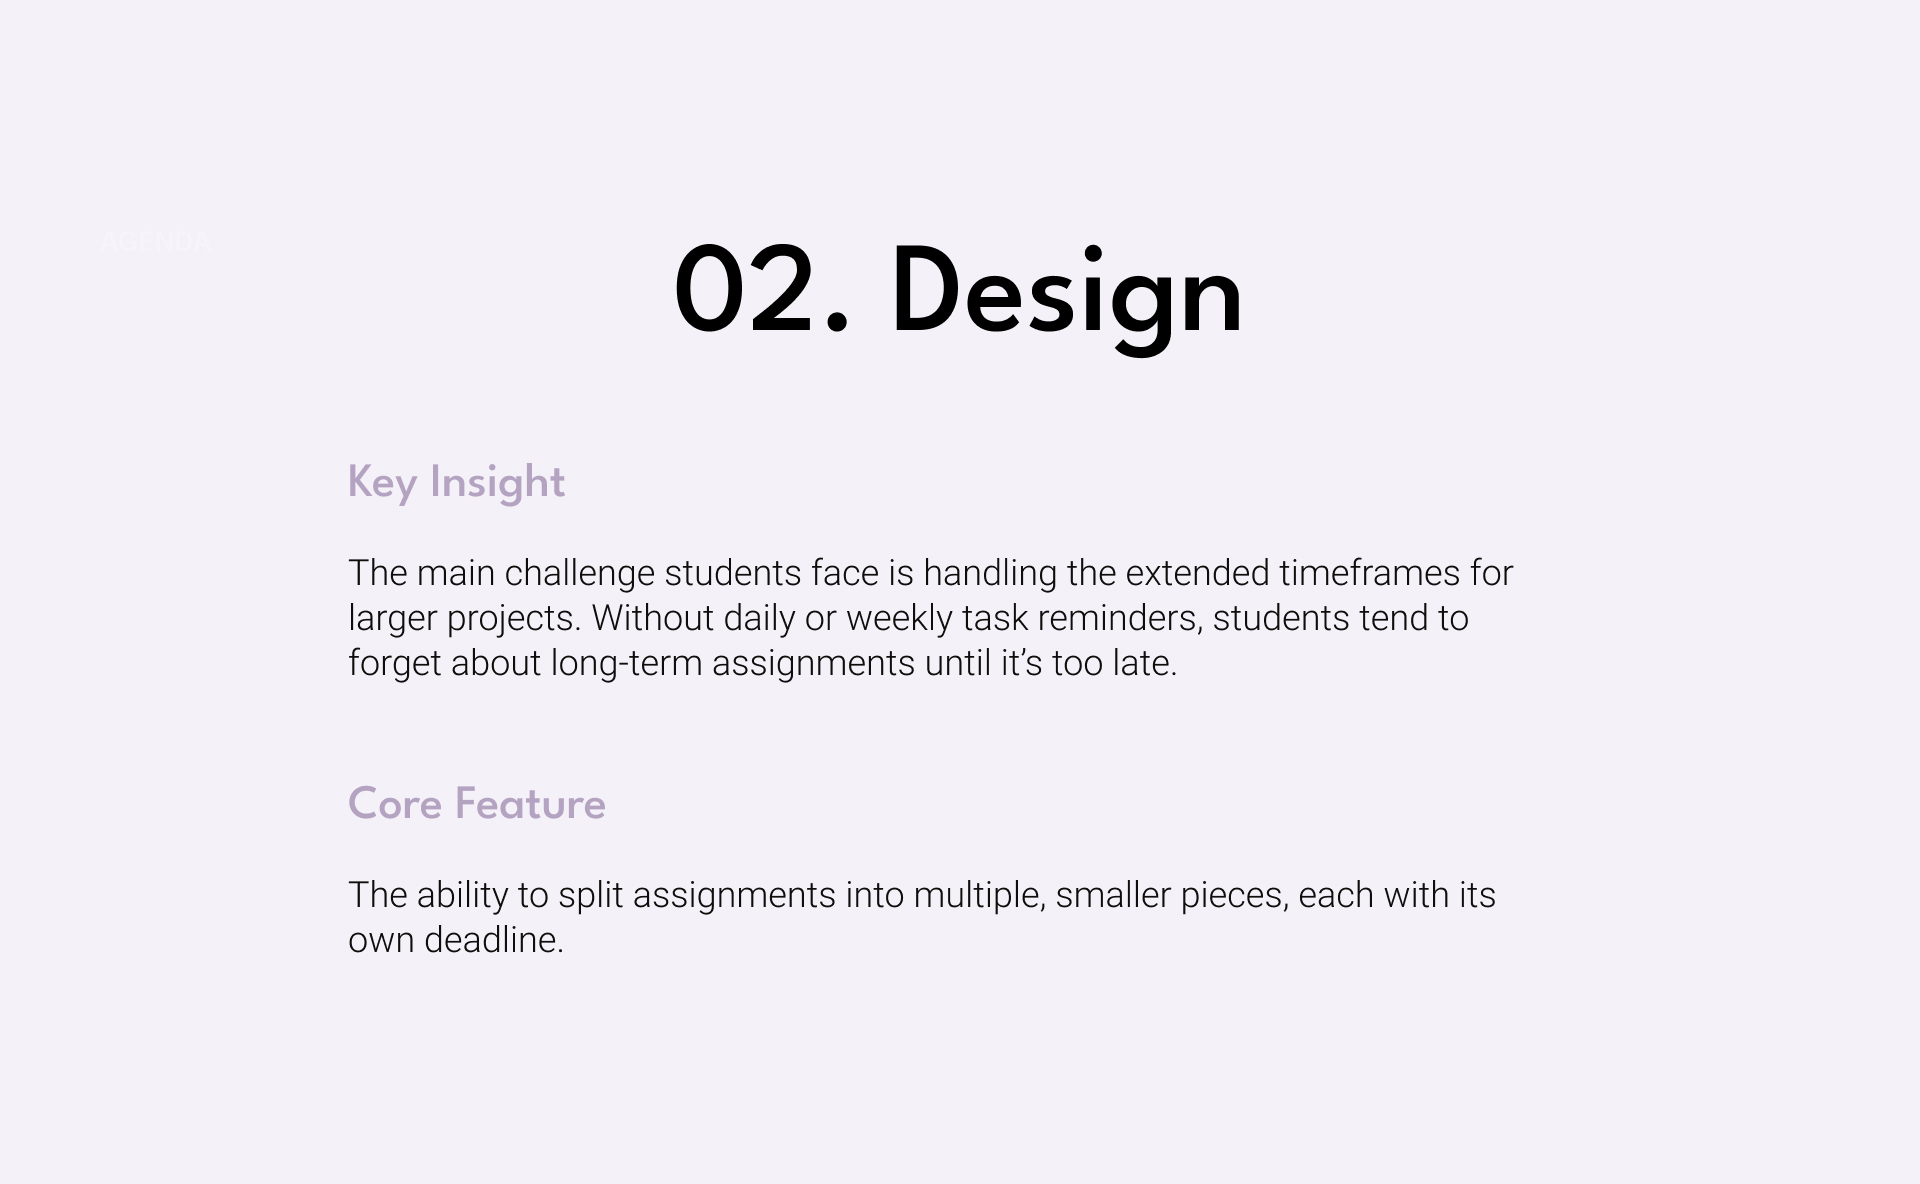 AGENDA
02. Design
Key Insight
The main challenge students face is handling the extended timeframes for
larger projects. Without daily or weekly task reminders, students tend to
forget about long-term assignments until it’s too late.
Core Feature
The ability to split assignments into multiple, smaller pieces, each with its
own deadline.